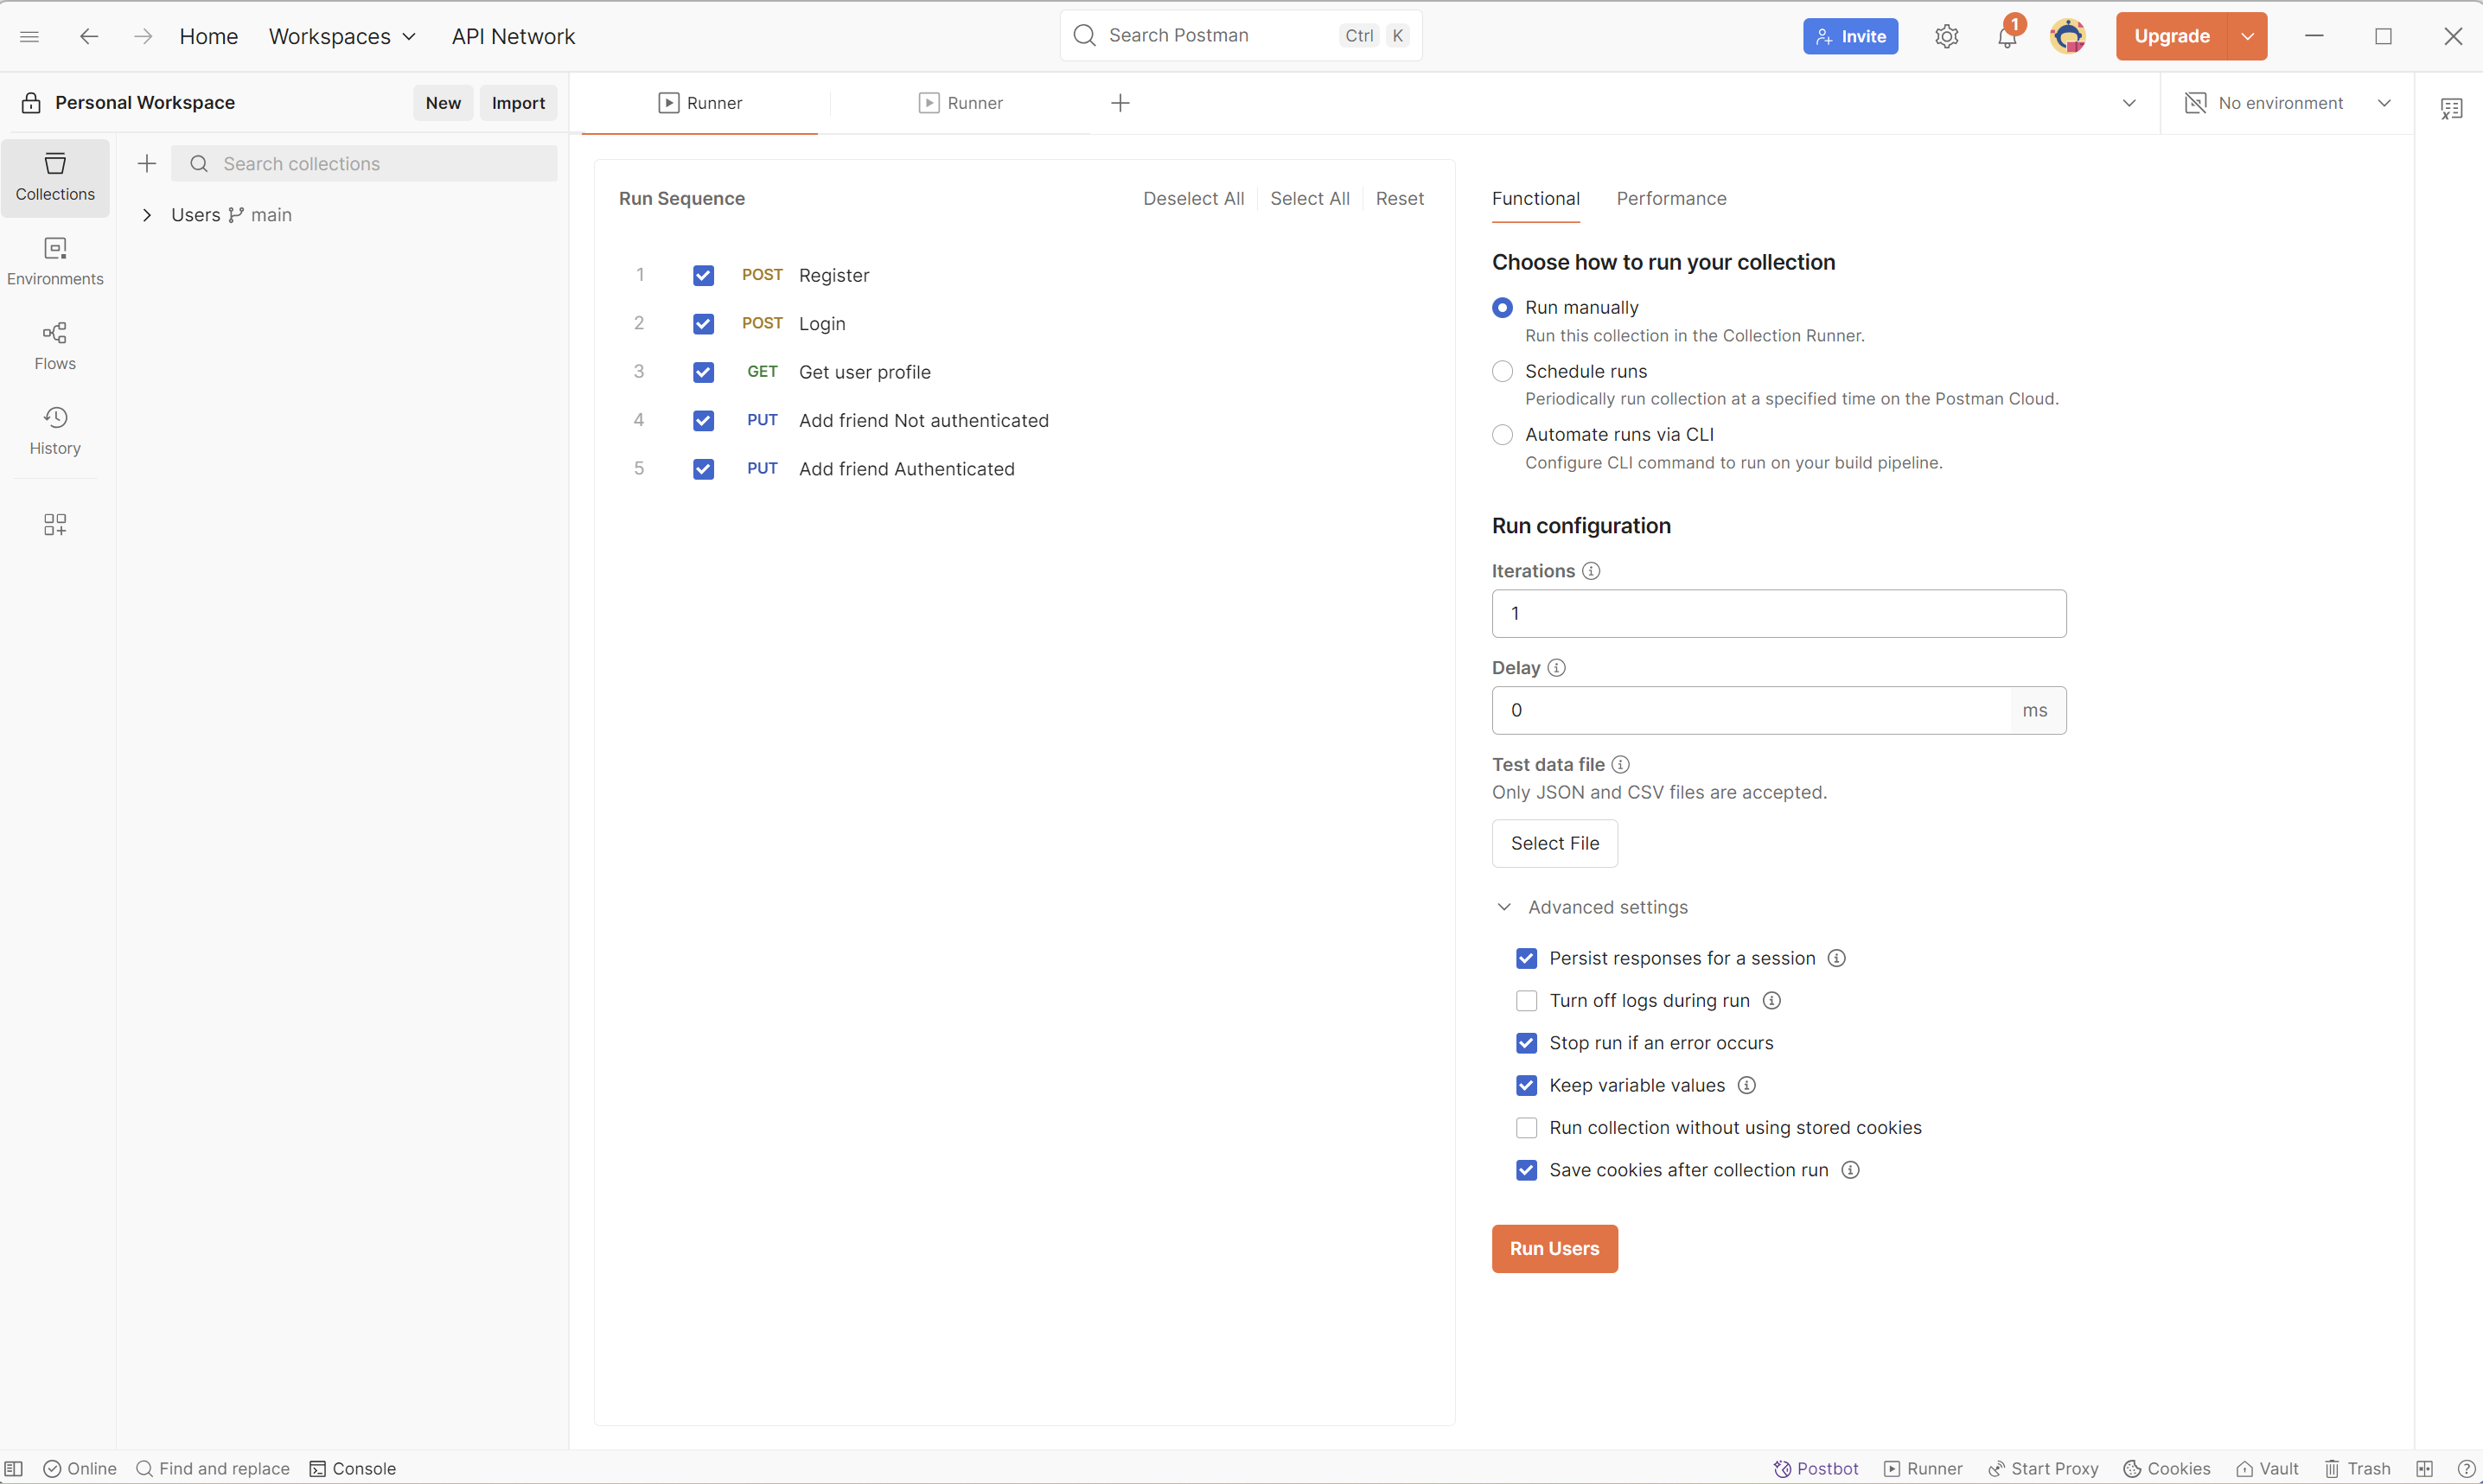 Home Workspaces API Network
Search Postman Ctrl K
Invite 1 Upgrade
Personal Workspace New Import
Runner Runner
No environment
Collections
Environments
Flows
History
Search collections
Users main
Run Sequence Deselect All Select All Reset
1 POST Register
2 POST Login
3 GET Get user profile
4 PUT Add friend Not authenticated
5 PUT Add friend Authenticated
Functional Performance
Choose how to run your collection
Run manually
Run this collection in the Collection Runner.
Schedule runs
Periodically run collection at a specified time on the Postman Cloud.
Automate runs via CLI
Configure CLI command to run on your build pipeline.
Run configuration
Iterations
1
Delay
0 ms
Test data file
Only JSON and CSV files are accepted.
Select File
Advanced settings
Persist responses for a session
Turn off logs during run
Stop run if an error occurs
Keep variable values
Run collection without using stored cookies
Save cookies after collection run
Run Users
Online Find and replace Console
Postbot Runner Start Proxy Cookies Vault Trash